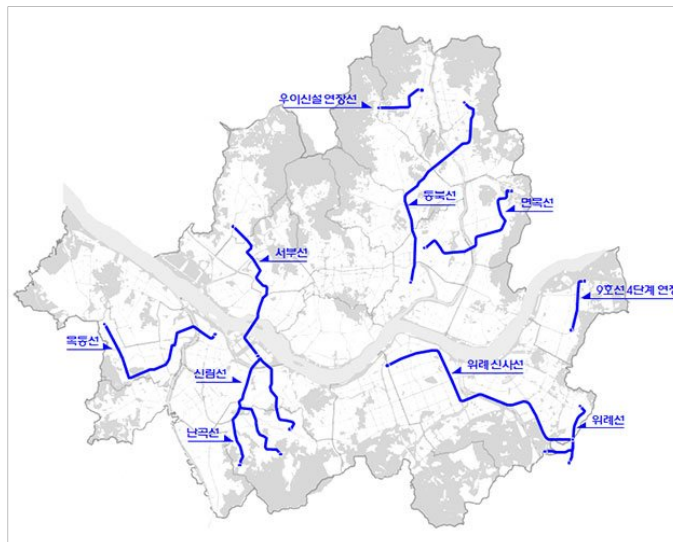 우이신설 연장선
동북선
면목선
서부선
9호선 4단계 연장
목동선
위례 신사선
신림선
위례선
난곡선